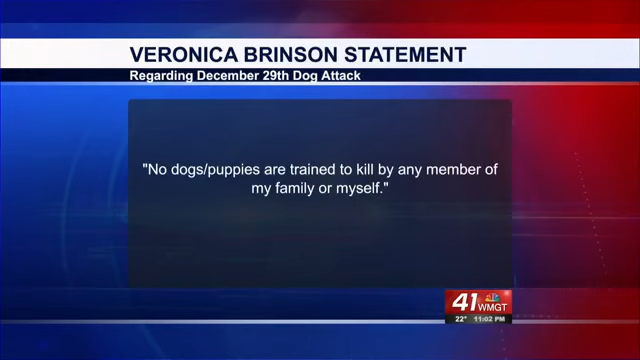 VERONICA BRINSON STATEMENT
Regarding December 29th Dog Attack
"No dogs/puppies are trained to kill by any member of
my family or myself."
41 WMGT
22° 11:02 PM